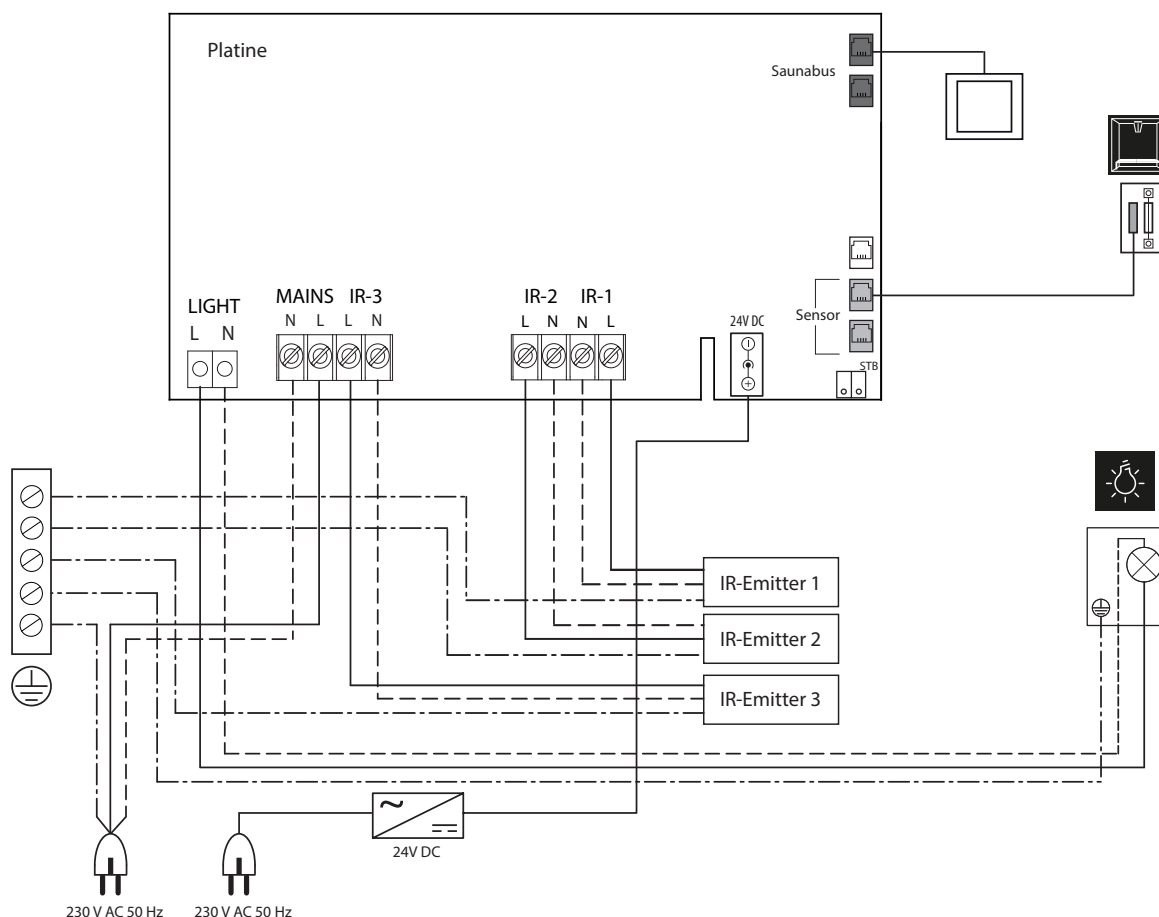 Platine
Saunabus
LIGHT
L N
MAINS IR-3
N L L N
IR-2 IR-1
L N N L
24V DC
Sensor
STB
IR-Emitter 1
IR-Emitter 2
IR-Emitter 3
24V DC
230 V AC 50 Hz 230 V AC 50 Hz